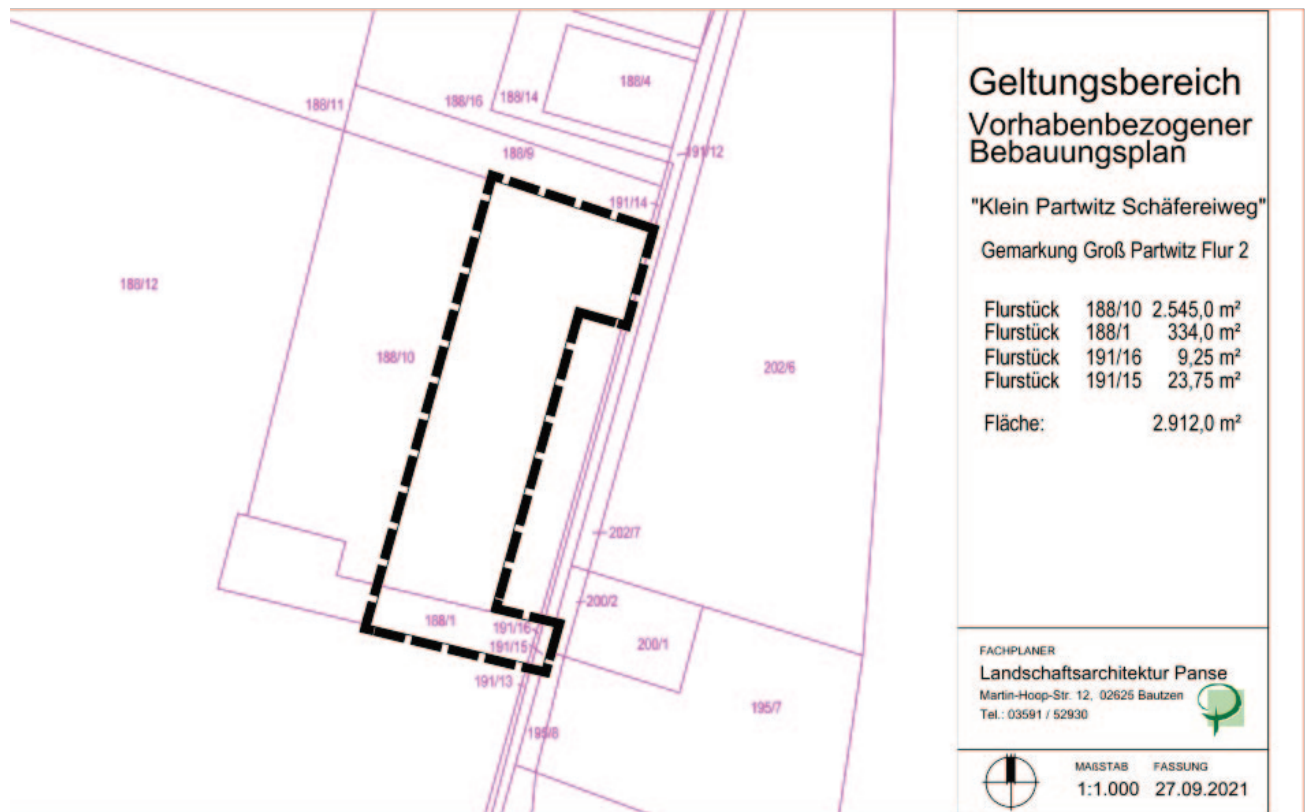 188/4
188/11
188/16
188/14
188/9
191/12
191/14
188/12
188/10
202/6
202/7
200/2
188/1
191/16
191/15
200/1
191/13
195/7
195/8
Geltungsbereich
Vorhabenbezogener
Bebauungsplan
"Klein Partwitz Schäfereiweg"
Gemarkung Groß Partwitz Flur 2
Flurstück 188/10 2.545,0 m²
Flurstück 188/1 334,0 m²
Flurstück 191/16 9,25 m²
Flurstück 191/15 23,75 m²
Fläche: 2.912,0 m²
FACHPLANER
Landschaftsarchitektur Panse
Martin-Hoop-Str. 12, 02625 Bautzen
Tel.: 03591 / 52930
MAßSTAB FASSUNG
1:1.000 27.09.2021